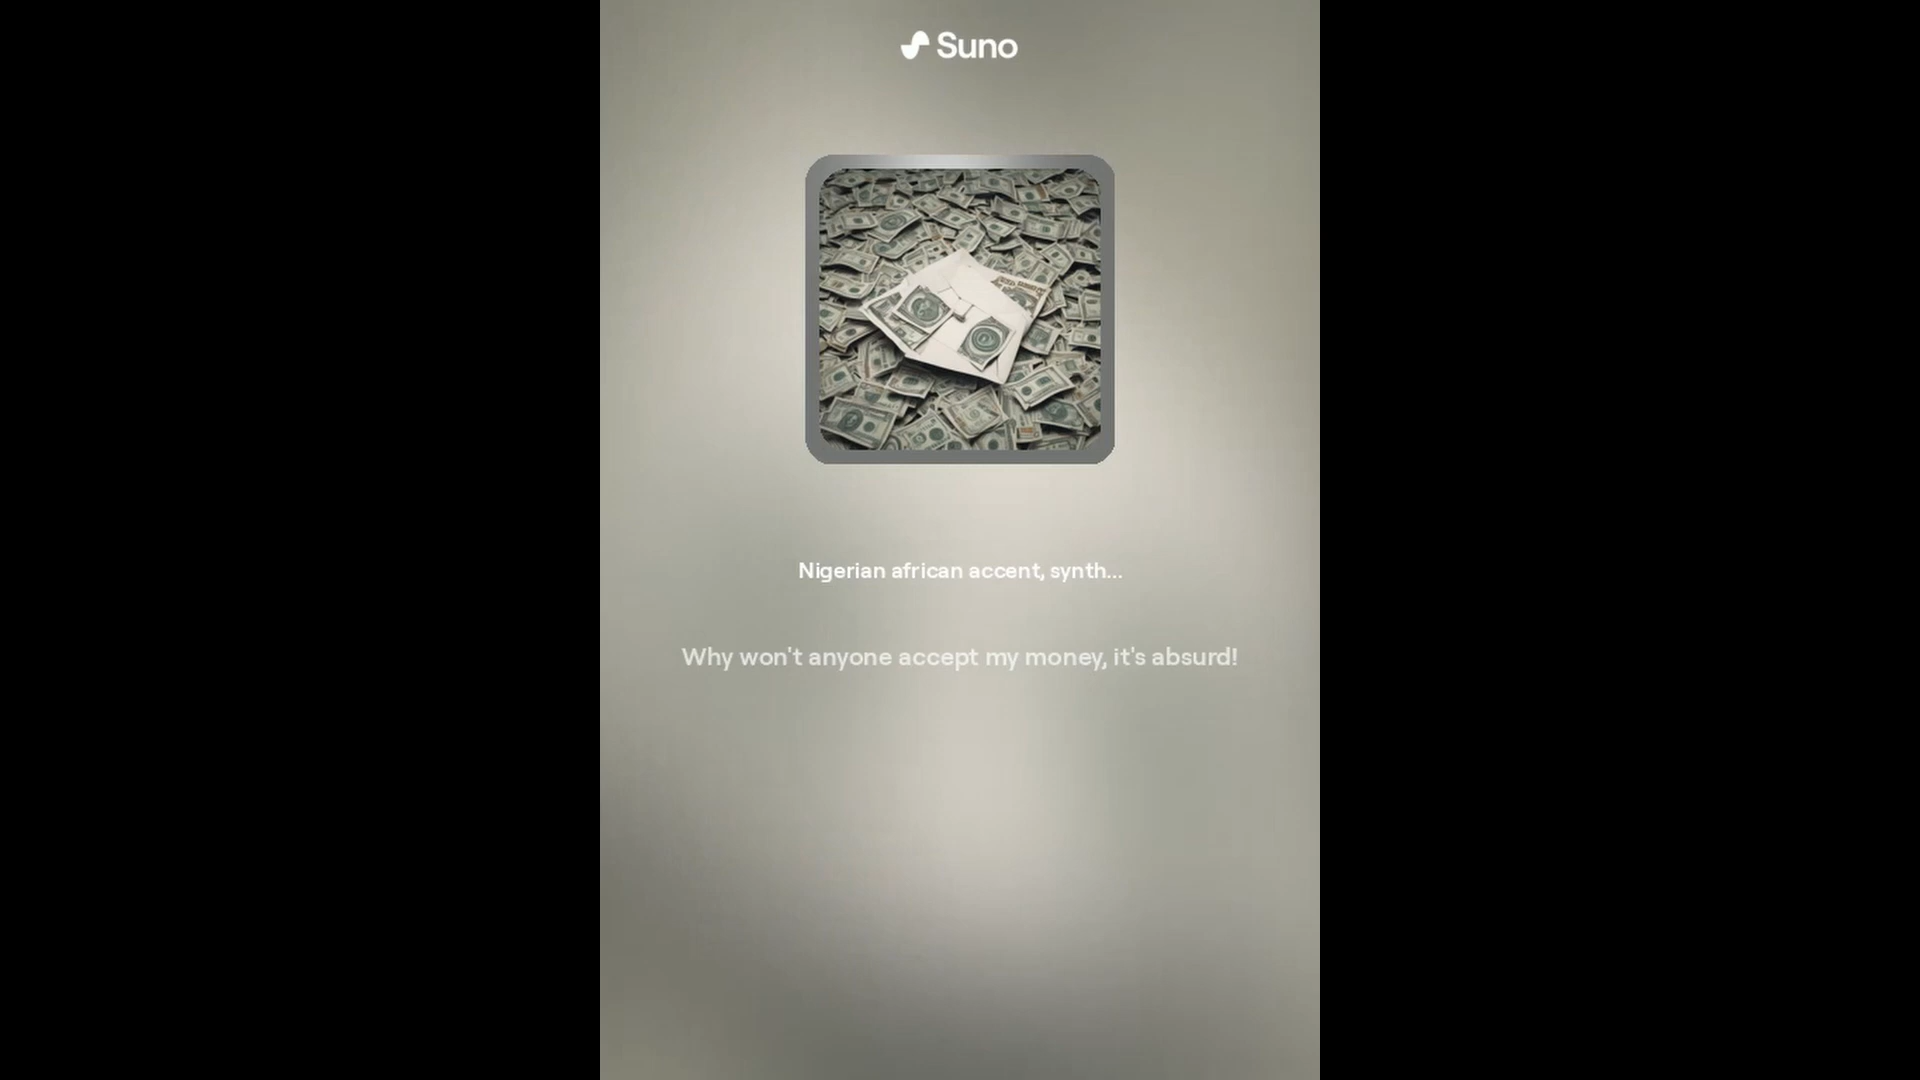 Suno
Nigerian african accent, synth...
Why won't anyone accept my money, it's absurd!